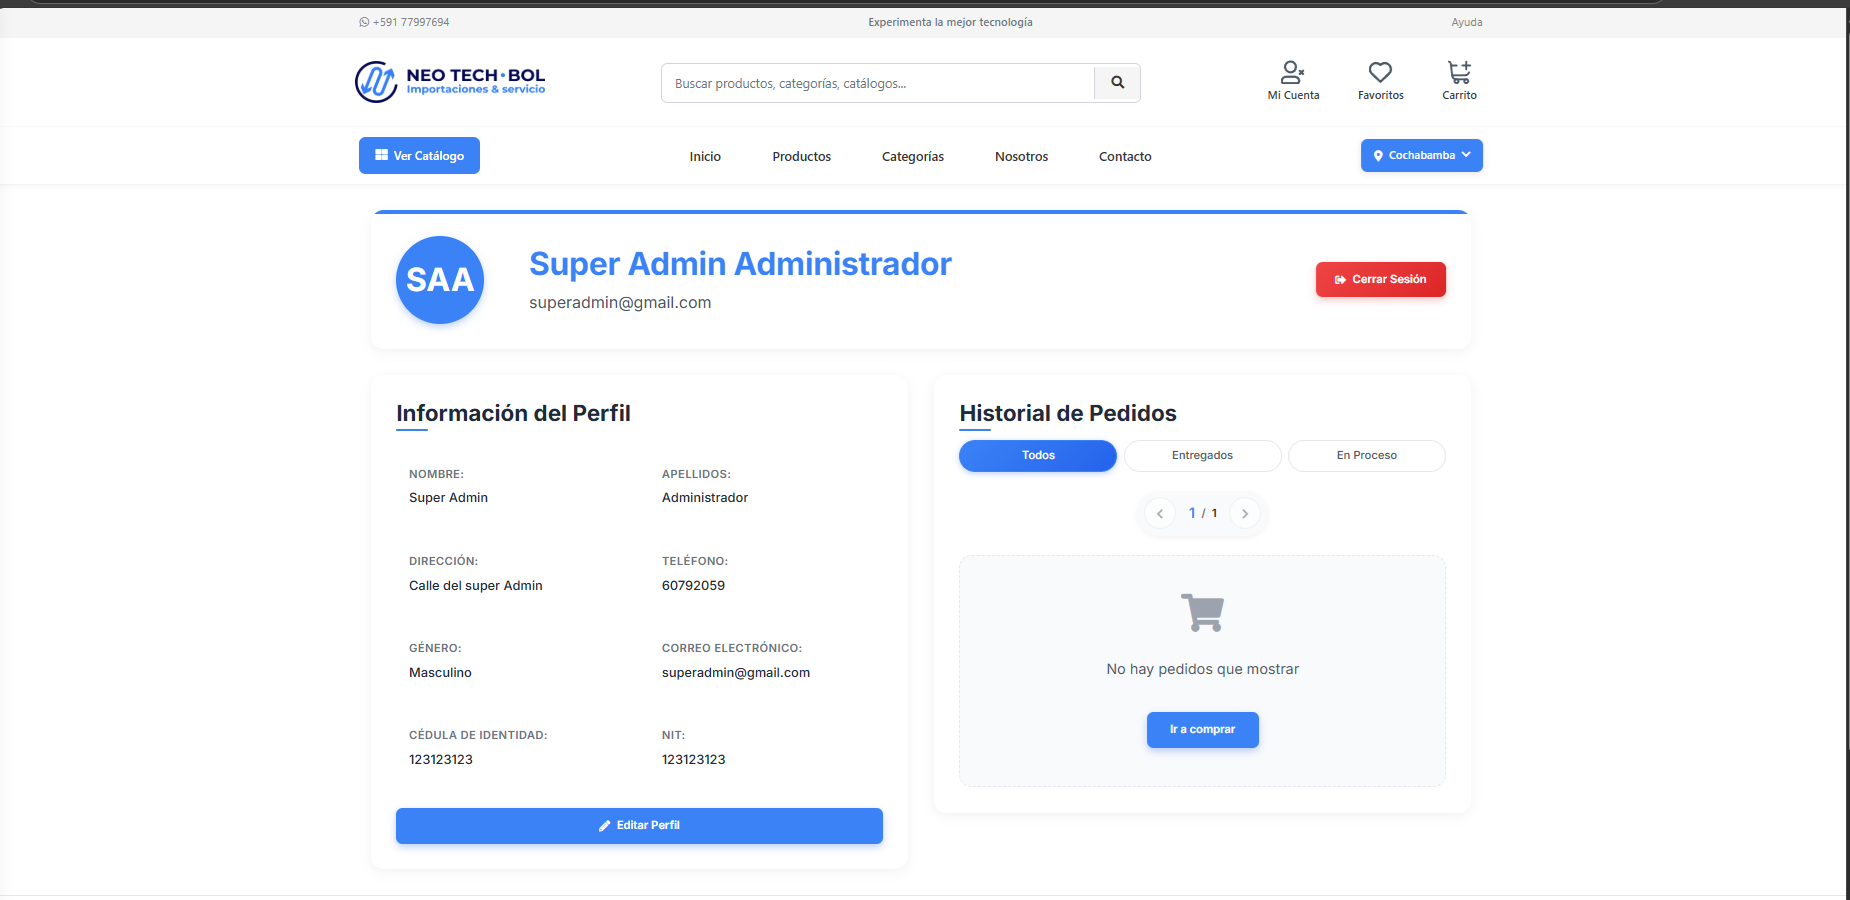 +591 77997694
Experimenta la mejor tecnología
Ayuda
NEO TECH·BOL
Importaciones & servicio
Buscar productos, categorías, catálogos...
Mi Cuenta
Favoritos
Carrito
Ver Catálogo
Inicio
Productos
Categorías
Nosotros
Contacto
Cochabamba
SAA
Super Admin Administrador
superadmin@gmail.com
Cerrar Sesión
Información del Perfil
NOMBRE:
Super Admin
APELLIDOS:
Administrador
DIRECCIÓN:
Calle del super Admin
TELÉFONO:
60792059
GÉNERO:
Masculino
CORREO ELECTRÓNICO:
superadmin@gmail.com
CÉDULA DE IDENTIDAD:
123123123
NIT:
123123123
Editar Perfil
Historial de Pedidos
Todos
Entregados
En Proceso
1 / 1
No hay pedidos que mostrar
Ir a comprar